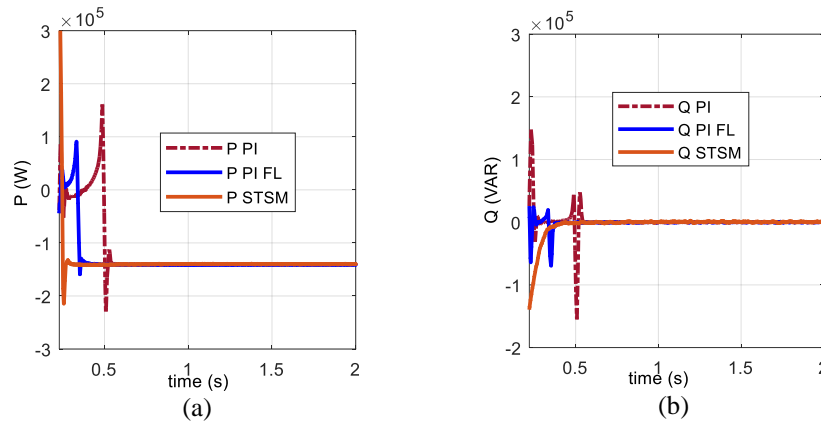 ×10⁵
3
2
1
0
-1
-2
-3
P (W)
P PI
P PI FL
P STSM
0.5
1
1.5
2
time (s)
(a)
×10⁵
3
2
1
0
-1
-2
Q (VAR)
Q PI
Q PI FL
Q STSM
0.5
1
1.5
2
time (s)
(b)